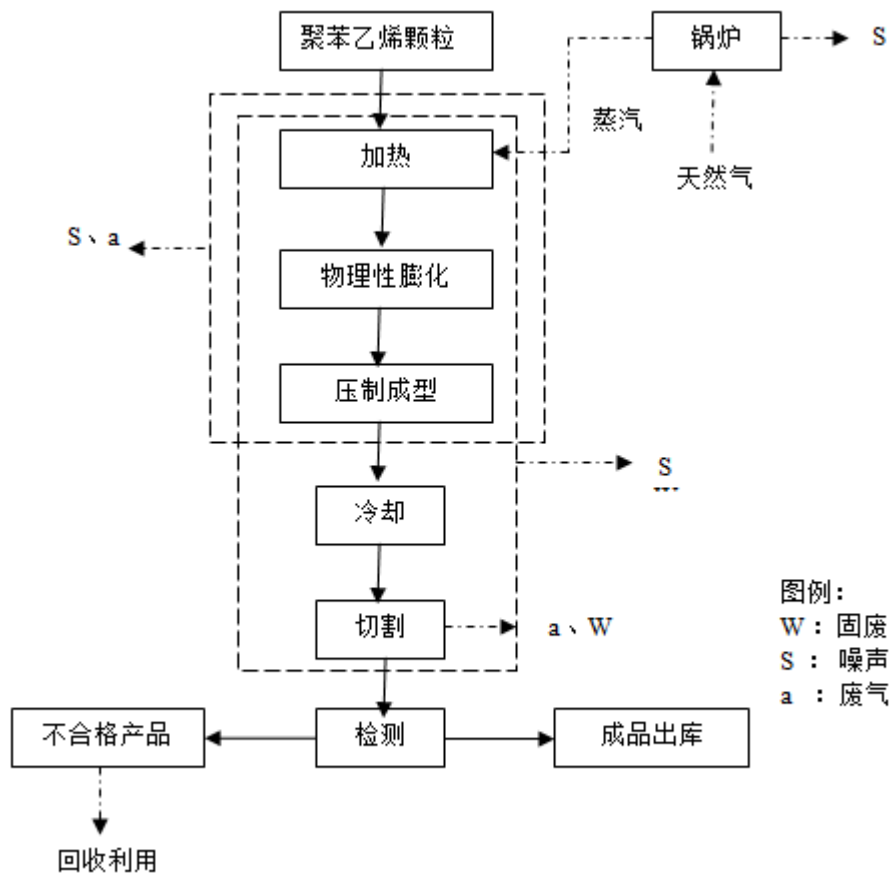 聚苯乙烯颗粒
锅炉
S
蒸汽
加热
天然气
S、a
物理性膨化
压制成型
S
冷却
切割
a、W
图例：
W：固废
S ：噪声
a ：废气
不合格产品
检测
成品出库
回收利用